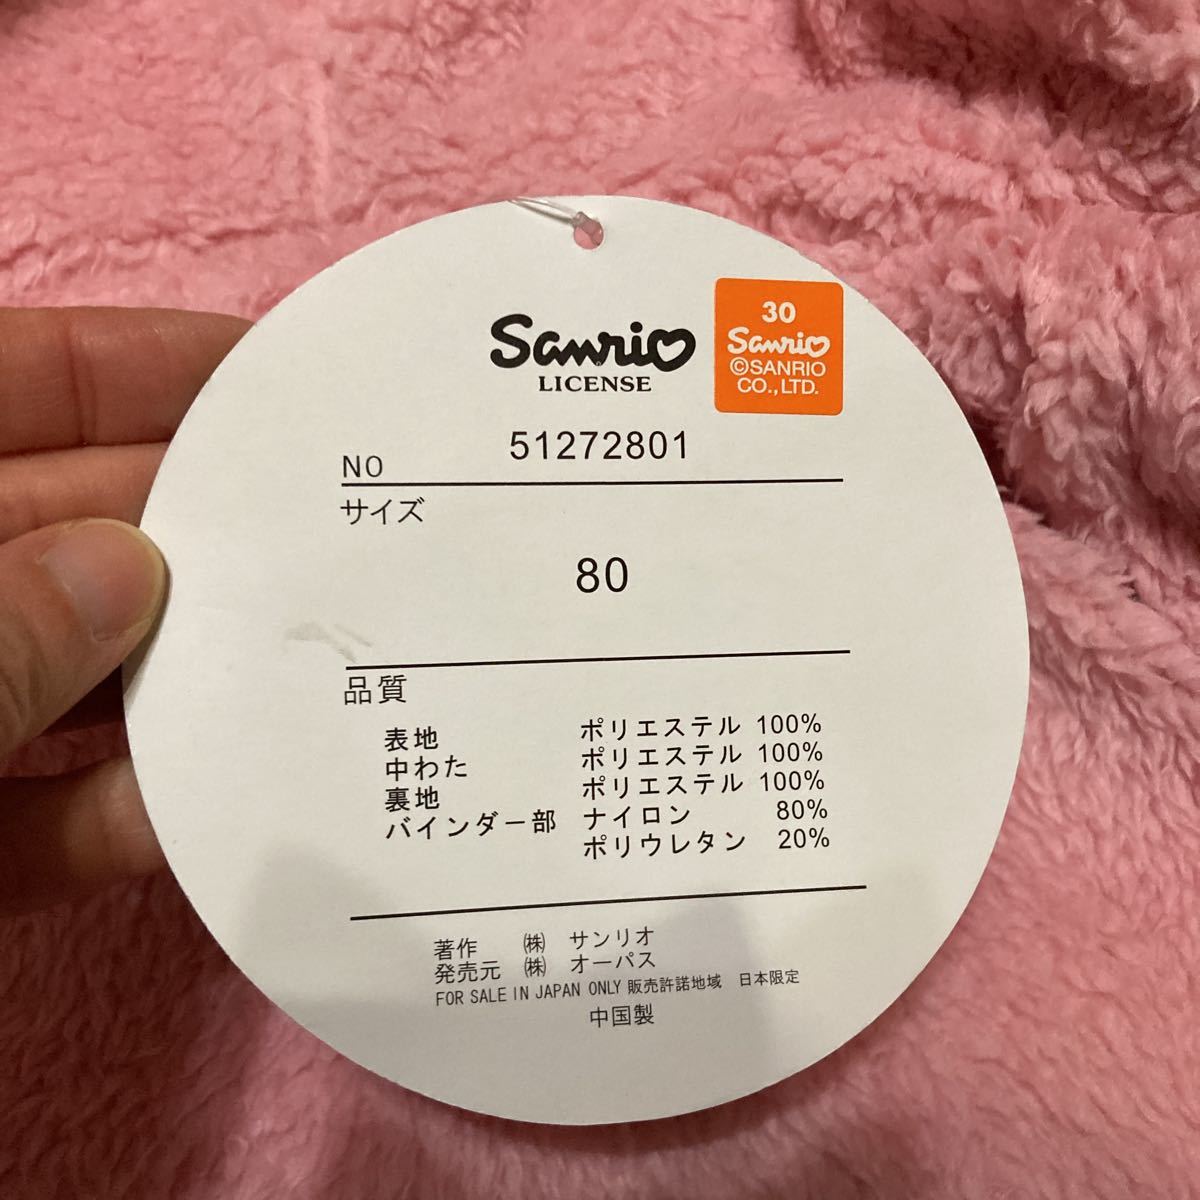 Sanrio
LICENSE
30
Sanrio
©SANRIO
CO.,LTD.
NO 51272801
サイズ
80
品質
表地 ポリエステル 100%
中わた ポリエステル 100%
裏地 ポリエステル 100%
バインダー部 ナイロン 80%
ポリウレタン 20%
著作 ㈱ サンリオ
発売元 ㈱ オーパス
FOR SALE IN JAPAN ONLY 販売許諾地域 日本限定
中国製